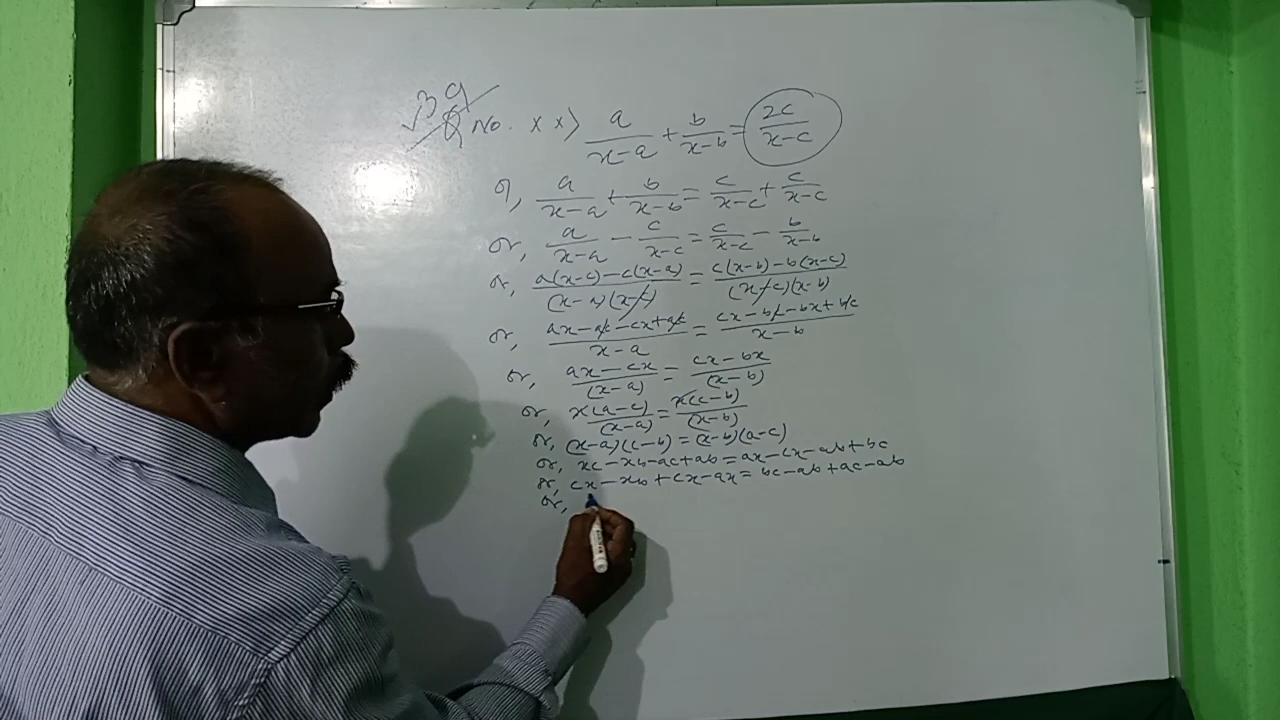 Q No. xx) a/(x-a) + b/(x-b) = 2c/(x-c)
or, a/(x-a) + b/(x-b) = c/(x-c) + c/(x-c)
or, a/(x-a) - c/(x-c) = c/(x-c) - b/(x-b)
or, (a(x-c)-c(x-a))/((x-a)(x-c)) = (c(x-b)-b(x-c))/((x-c)(x-b))
or, (ax-ac-cx+ac)/(x-a) = (cx-bc-bx+bc)/(x-b)
or, (ax-cx)/(x-a) = (cx-bx)/(x-b)
or, x(a-c)/(x-a) = x(c-b)/(x-b)
or, (x-a)(c-b) = (x-b)(a-c)
or, xc-xb-ac+ab = ax-cx-ab+bc
or, cx-xb+cx-ax = bc-ab+ac-ab
or,